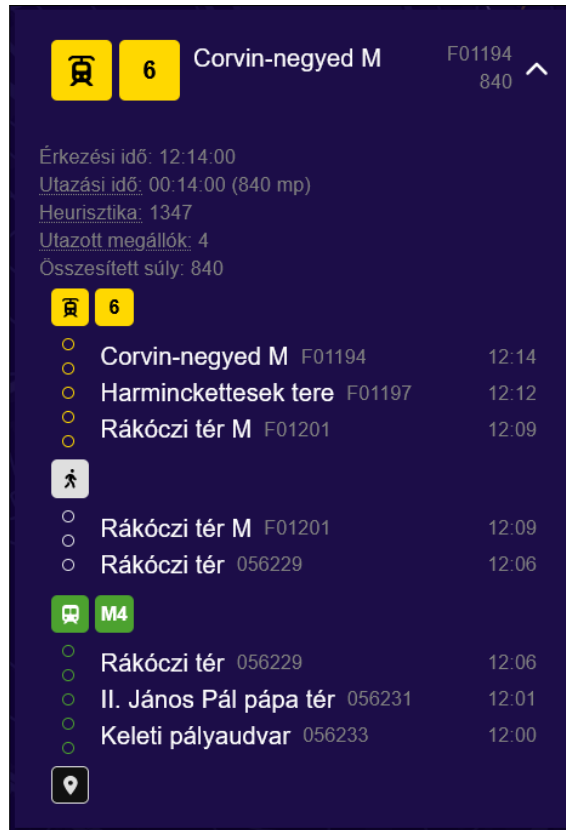 6 Corvin-negyed M F01194
840
Érkezési idő: 12:14:00
Utazási idő: 00:14:00 (840 mp)
Heurisztika: 1347
Utazott megállók: 4
Összesített súly: 840
6
Corvin-negyed M F01194 12:14
Harminckettesek tere F01197 12:12
Rákóczi tér M F01201 12:09
Rákóczi tér M F01201 12:09
Rákóczi tér 056229 12:06
M4
Rákóczi tér 056229 12:06
II. János Pál pápa tér 056231 12:01
Keleti pályaudvar 056233 12:00